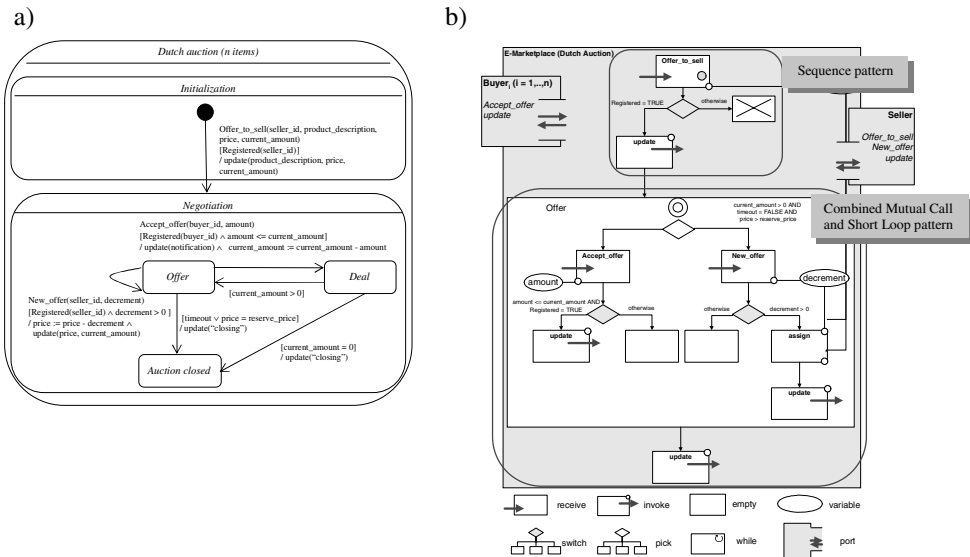 a)
Dutch auction (n items)
Initialization
Offer_to_sell(seller_id, product_description,
price, current_amount)
[Registered(seller_id)]
/ update(product_description, price,
current_amount)
Negotiation
Accept_offer(buyer_id, amount)
[Registered(buyer_id) ∧ amount <= current_amount]
/ update(notification) ∧ current_amount := current_amount - amount
Offer
Deal
[current_amount > 0]
New_offer(seller_id, decrement)
[Registered(seller_id) ∧ decrement > 0 ]
/ price := price - decrement ∧
update(price, current_amount)
[timeout ∨ price = reserve_price]
/ update("closing")
[current_amount = 0]
/ update("closing")
Auction closed
b)
E-Marketplace (Dutch Auction)
Offer_to_sell
Sequence pattern
Buyeri (i = 1,..,n)
Accept_offer
update
Registered = TRUE
otherwise
update
Seller
Offer_to_sell
New_offer
update
Combined Mutual Call
and Short Loop pattern
Offer
current_amount > 0 AND
timeout = FALSE AND
price > reserve_price
Accept_offer
New_offer
amount
decrement
amount <= current_amount AND
Registered = TRUE
otherwise
otherwise
decrement > 0
update
assign
update
update
receive
invoke
empty
variable
switch
pick
while
port